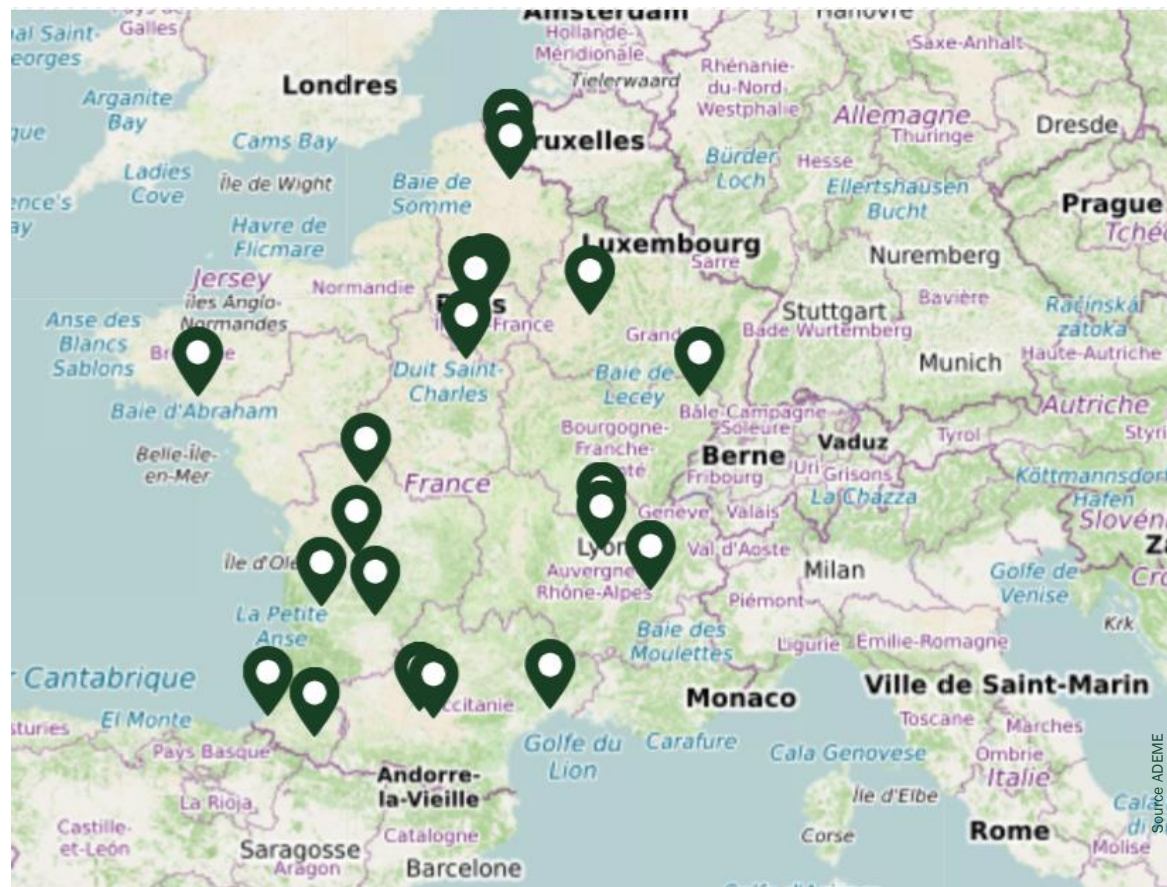 Amsterdam
Hanovre
Galles
Hollande-
Méridionale
Saxe-Anhalt
Tielerwaard
Rhénanie-
du-Nord-
Westphalie
Londres
Arganite
Bay
Allemagne
Thuringe
Dresde
Cams Bay
ruxelles
Bürder
Loch
Hesse
Ladies
Cove
Île de Wight
Baie de
Somme
Ellertshausen
Bucht
Prague
Havre de
Flicmare
Luxembourg
Sarre
Nuremberg
Jersey
îles Anglo-
Normandes
Normandie
Bavière
Račinská
zátoka
Stuttgart
Bade Wurtemberg
Anse des
Blancs
Sablons
-France
Grand
Munich
Haute-Autriche
Duit Saint-
Charles
Baie de
Lecey
Baie d'Abraham
Bâle-Campagne
Soleure
Autriche
Belle-Île-
en-Mer
Bourgogne-
Franche-
Vaduz
Tyrol
Berne
Fribourg
Uri
Grisons
France
La Chazza
Köttmannsdorf
Hafen
Genève
Valais
Lyon
Val d'Aoste
Auvergne
Rhône-Alpes
Milan
Golfe de
Venise
Piémont
La Petite
Anse
Krk
Baie des
Moulettes
Ligurie
Émilie-Romagne
Cantabrique
Monaco
Ville de Saint-Marin
El Monte
ccitanie
Toscane
Marches
Pays Basque
Golfe du
Lion
Carafure
Cala Genovese
Ombrie
Italie
Andorre-
la-Vieille
La Rioja
Île d'Elbe
Castille-
et-León
Catalogne
Corse
Rome
Molise
Saragosse
Aragon
Barcelone
Source ADEME